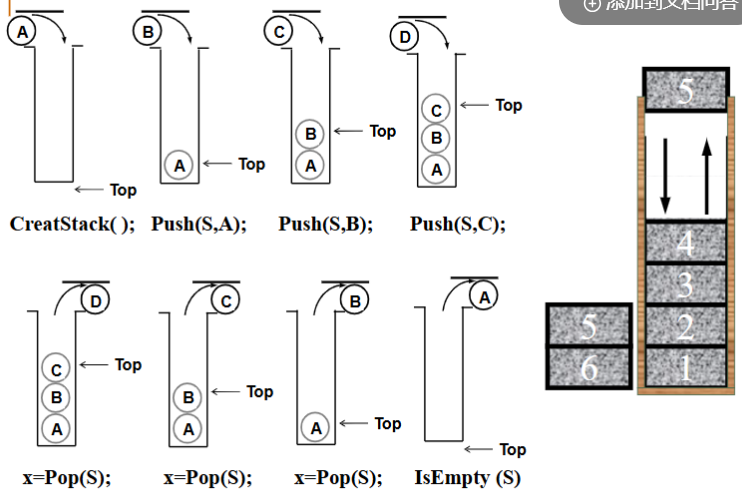 添加到文档问答
A
B
C
D
5
B
C
B
A
A
A
Top
Top
Top
Top
CreatStack( );
Push(S,A);
Push(S,B);
Push(S,C);
4
3
5
2
6
1
D
C
B
A
C
B
A
B
A
A
Top
Top
Top
Top
x=Pop(S);
x=Pop(S);
x=Pop(S);
IsEmpty (S)